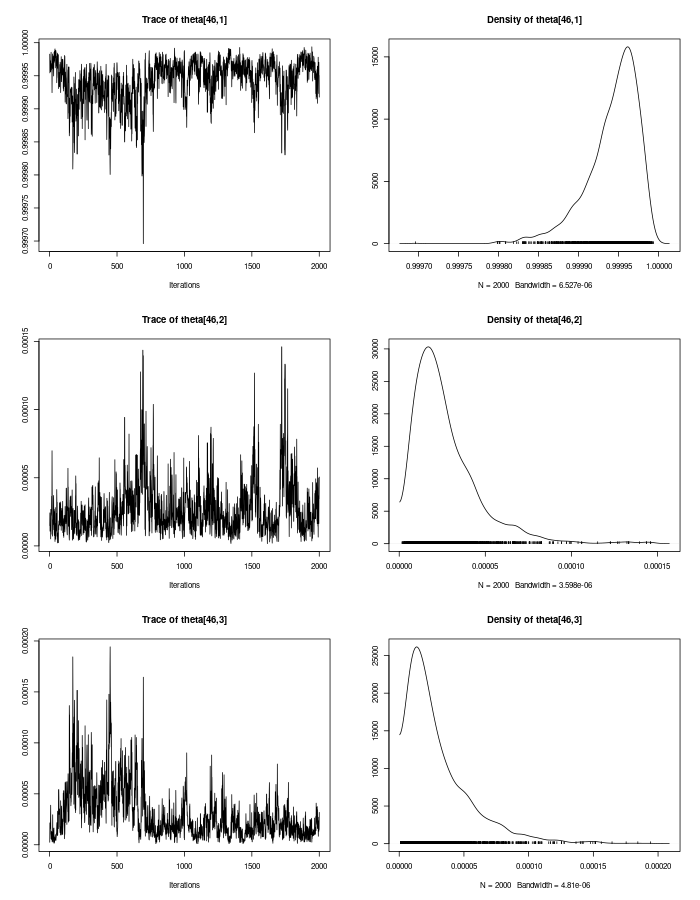 Trace of theta[46,1]
0.99970 0.99975 0.99980 0.99985 0.99990 0.99995 1.00000
0 500 1000 1500 2000
Iterations
Density of theta[46,1]
0 5000 10000 15000
0.99970 0.99975 0.99980 0.99985 0.99990 0.99995 1.00000
N = 2000 Bandwidth = 6.527e-06
Trace of theta[46,2]
0.00000 0.00005 0.00010 0.00015
0 500 1000 1500 2000
Iterations
Density of theta[46,2]
0 5000 10000 15000 20000 25000 30000
0.00000 0.00005 0.00010 0.00015
N = 2000 Bandwidth = 3.598e-06
Trace of theta[46,3]
0.00000 0.00005 0.00010 0.00015 0.00020
0 500 1000 1500 2000
Iterations
Density of theta[46,3]
0 5000 10000 15000 20000 25000
0.00000 0.00005 0.00010 0.00015 0.00020
N = 2000 Bandwidth = 4.81e-06